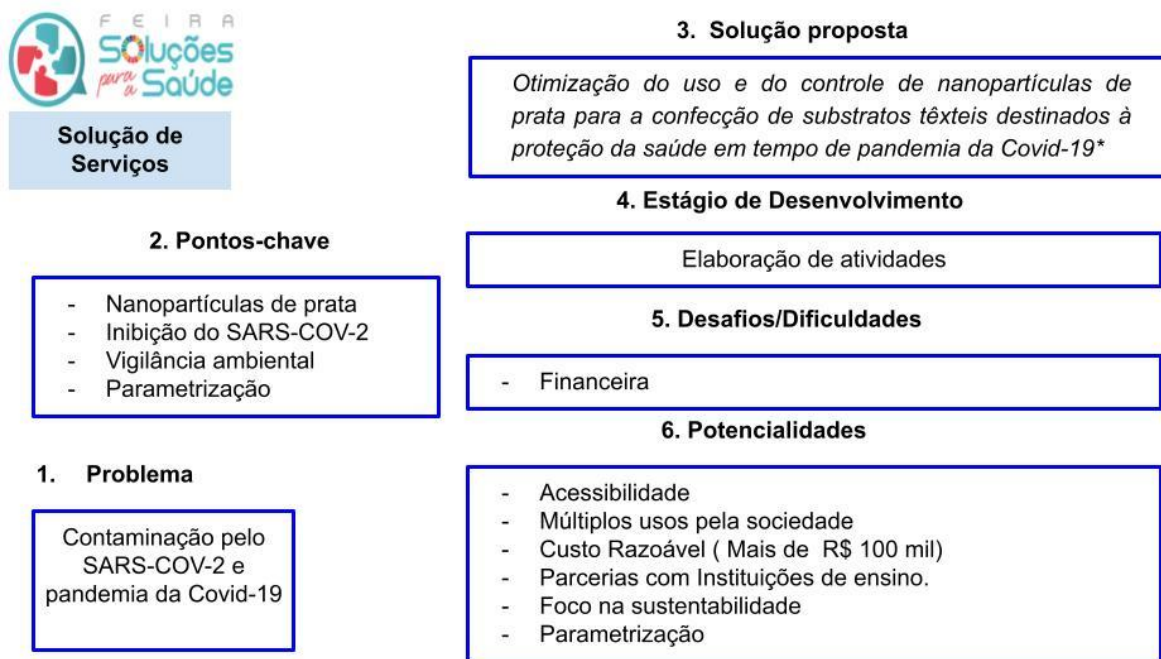 FEIRA
SOluções
para
a Saúde
Solução de
Serviços
3. Solução proposta
Otimização do uso e do controle de nanopartículas de
prata para a confecção de substratos têxteis destinados à
proteção da saúde em tempo de pandemia da Covid-19*
4. Estágio de Desenvolvimento
Elaboração de atividades
2. Pontos-chave
- Nanopartículas de prata
- Inibição do SARS-COV-2
- Vigilância ambiental
- Parametrização
5. Desafios/Dificuldades
- Financeira
6. Potencialidades
- Acessibilidade
- Múltiplos usos pela sociedade
- Custo Razoável ( Mais de R$ 100 mil)
- Parcerias com Instituições de ensino.
- Foco na sustentabilidade
- Parametrização
1. Problema
Contaminação pelo
SARS-COV-2 e
pandemia da Covid-19